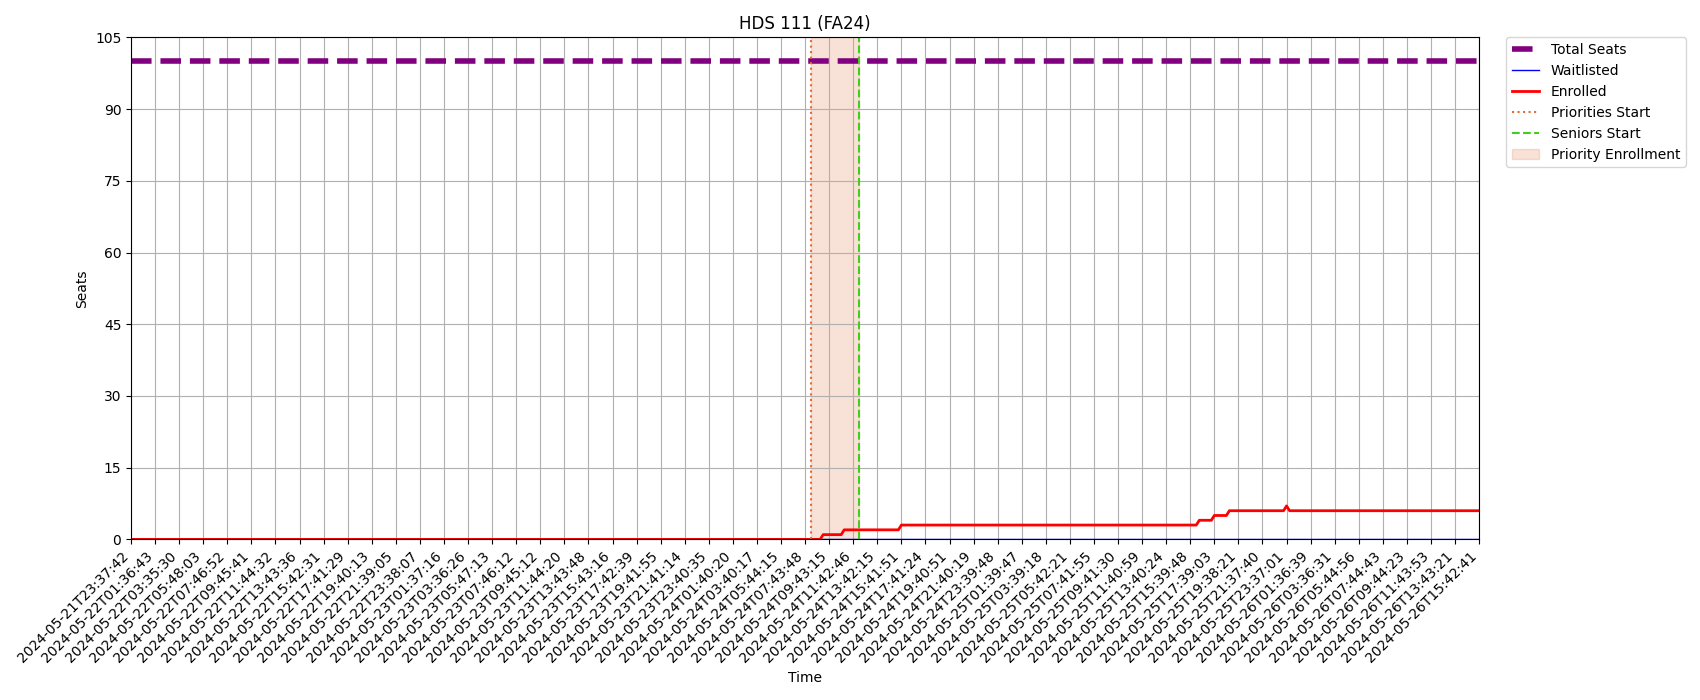 HDS 111 (FA24)
105
90
75
60
45
30
15
0
Seats
Total Seats
Waitlisted
Enrolled
Priorities Start
Seniors Start
Priority Enrollment
2024-05-21T23:37:42
2024-05-22T01:36:43
2024-05-22T03:35:30
2024-05-22T05:48:03
2024-05-22T07:46:52
2024-05-22T09:45:41
2024-05-22T11:44:32
2024-05-22T13:43:36
2024-05-22T15:42:31
2024-05-22T17:41:29
2024-05-22T19:40:13
2024-05-22T21:39:05
2024-05-22T23:38:07
2024-05-23T01:37:16
2024-05-23T03:36:26
2024-05-23T05:47:13
2024-05-23T07:46:12
2024-05-23T09:45:12
2024-05-23T11:44:20
2024-05-23T13:43:48
2024-05-23T15:43:16
2024-05-23T17:42:39
2024-05-23T19:41:55
2024-05-23T21:41:14
2024-05-23T23:40:35
2024-05-24T01:40:20
2024-05-24T03:40:17
2024-05-24T05:44:15
2024-05-24T07:43:48
2024-05-24T09:43:15
2024-05-24T11:42:46
2024-05-24T13:42:15
2024-05-24T15:41:51
2024-05-24T17:41:24
2024-05-24T19:40:51
2024-05-24T21:40:19
2024-05-24T23:39:48
2024-05-25T01:39:47
2024-05-25T03:39:18
2024-05-25T05:42:21
2024-05-25T07:41:55
2024-05-25T09:41:30
2024-05-25T11:40:59
2024-05-25T13:40:24
2024-05-25T15:39:48
2024-05-25T17:39:03
2024-05-25T19:38:21
2024-05-25T21:37:40
2024-05-25T23:37:01
2024-05-26T01:36:39
2024-05-26T03:36:31
2024-05-26T05:44:56
2024-05-26T07:44:43
2024-05-26T09:44:23
2024-05-26T11:43:53
2024-05-26T13:43:21
2024-05-26T15:42:41
Time